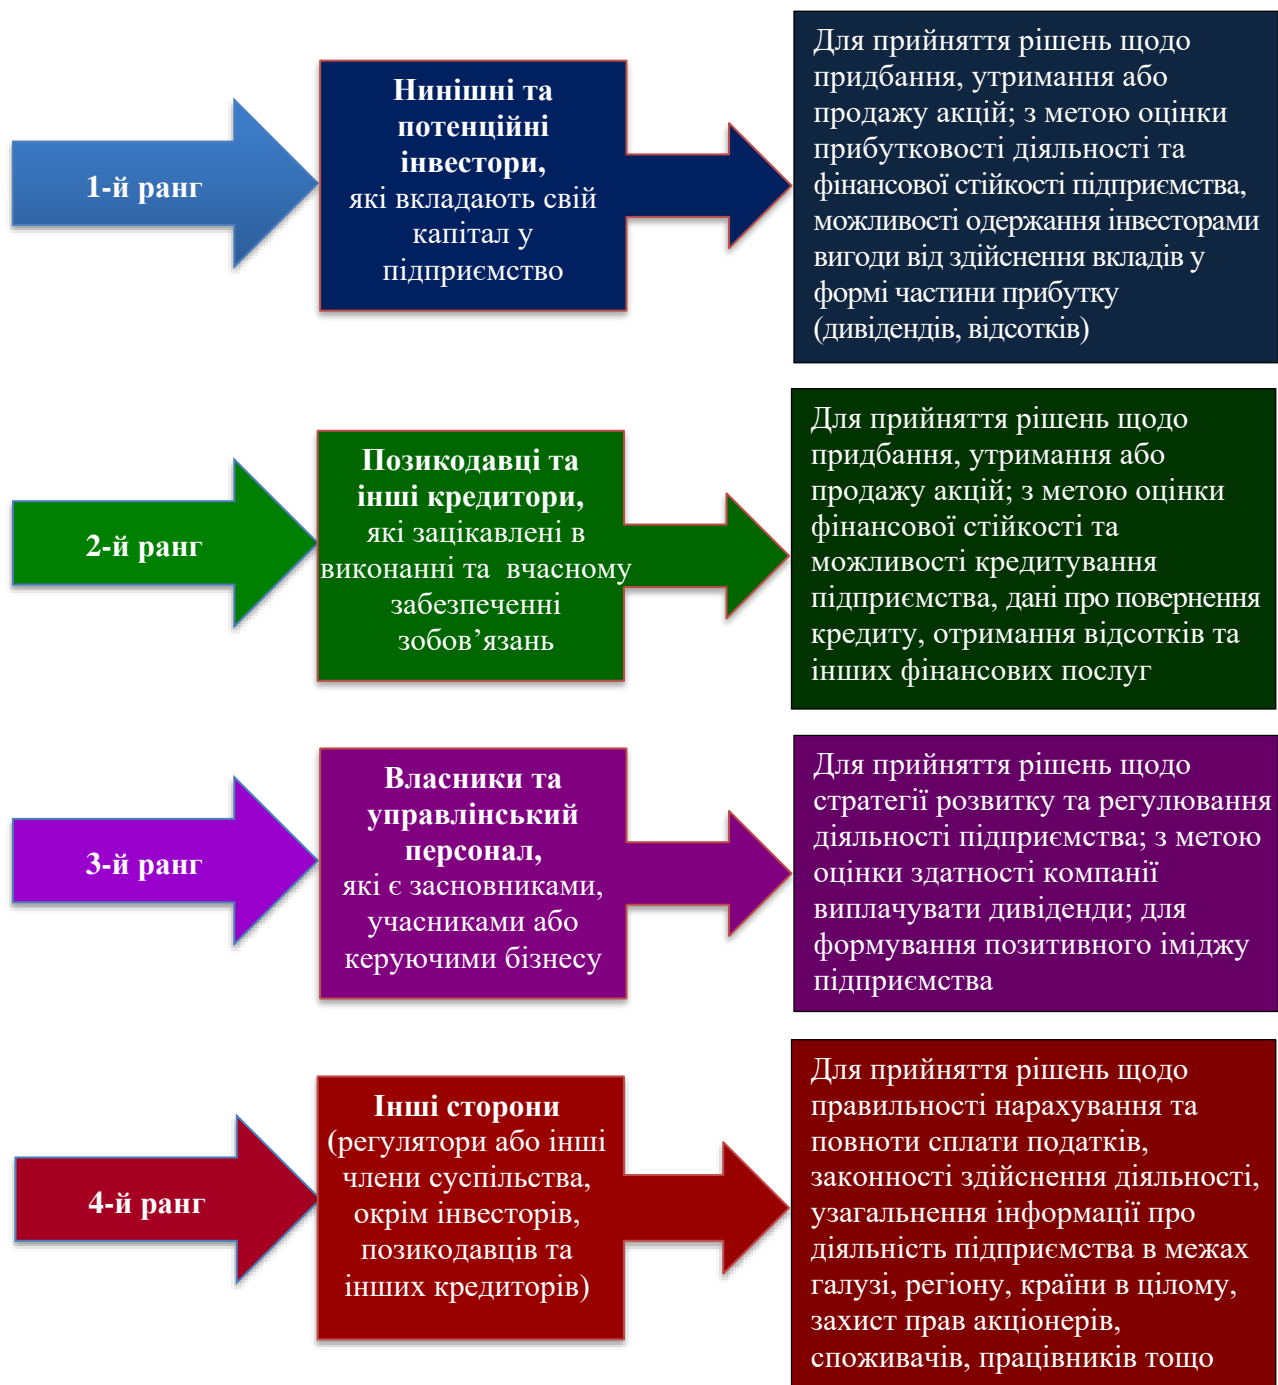 1-й ранг
Нинішні та
потенційні
інвестори,
які вкладають свій
капітал у
підприємство
Для прийняття рішень щодо
придбання, утримання або
продажу акцій; з метою оцінки
прибутковості діяльності та
фінансової стійкості підприємства,
можливості одержання інвесторами
вигоди від здійснення вкладів у
формі частини прибутку
(дивідендів, відсотків)
2-й ранг
Позикодавці та
інші кредитори,
які зацікавлені в
виконанні та вчасному
забезпеченні
зобов’язань
Для прийняття рішень щодо
придбання, утримання або
продажу акцій; з метою оцінки
фінансової стійкості та
можливості кредитування
підприємства, дані про повернення
кредиту, отримання відсотків та
інших фінансових послуг
3-й ранг
Власники та
управлінський
персонал,
які є засновниками,
учасниками або
керуючими бізнесу
Для прийняття рішень щодо
стратегії розвитку та регулювання
діяльності підприємства; з метою
оцінки здатності компанії
виплачувати дивіденди; для
формування позитивного іміджу
підприємства
4-й ранг
Інші сторони
(регулятори або інші
члени суспільства,
окрім інвесторів,
позикодавців та
інших кредиторів)
Для прийняття рішень щодо
правильності нарахування та
повноти сплати податків,
законності здійснення діяльності,
узагальнення інформації про
діяльність підприємства в межах
галузі, регіону, країни в цілому,
захист прав акціонерів,
споживачів, працівників тощо